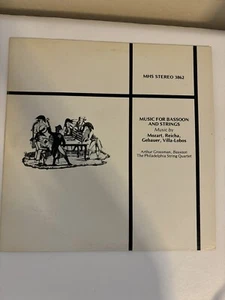 MHS STEREO 3862
MUSIC FOR BASSOON
AND STRINGS
Music by
Mozart, Reicha,
Gebauer, Villa-Lobos
Arthur Grossman, Bassoon
The Philadelphia String Quartet